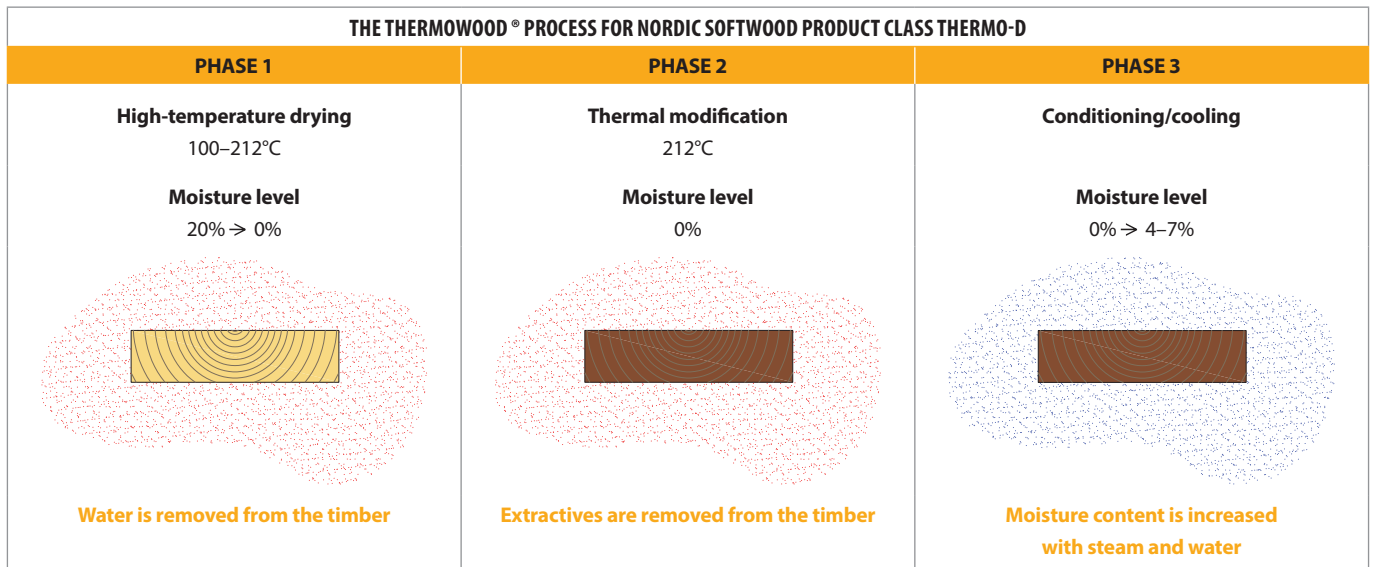 THE THERMOWOOD ® PROCESS FOR NORDIC SOFTWOOD PRODUCT CLASS THERMO-D
PHASE 1
High-temperature drying
100–212°C
Moisture level
20% → 0%
Water is removed from the timber
PHASE 2
Thermal modification
212°C
Moisture level
0%
Extractives are removed from the timber
PHASE 3
Conditioning/cooling
Moisture level
0% → 4–7%
Moisture content is increased
with steam and water